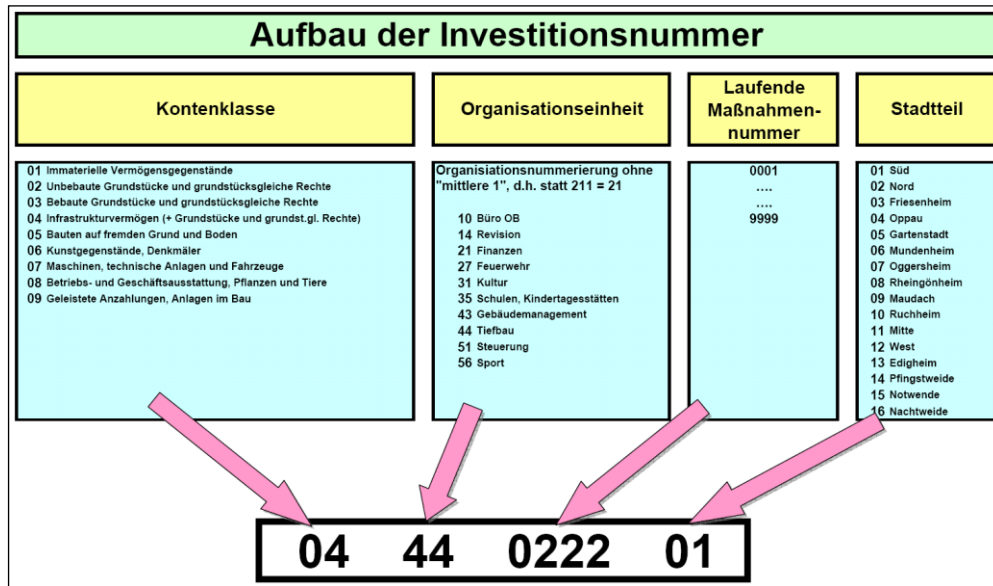 Aufbau der Investitionsnummer
Kontenklasse
01 Immaterielle Vermögensgegenstände
02 Unbebaute Grundstücke und grundstücksgleiche Rechte
03 Bebaute Grundstücke und grundstücksgleiche Rechte
04 Infrastrukturvermögen (+ Grundstücke und grundst.gl. Rechte)
05 Bauten auf fremden Grund und Boden
06 Kunstgegenstände, Denkmäler
07 Maschinen, technische Anlagen und Fahrzeuge
08 Betriebs- und Geschäftsausstattung, Pflanzen und Tiere
09 Geleistete Anzahlungen, Anlagen im Bau
Organisationseinheit
Organisiationsnummerierung ohne
"mittlere 1", d.h. statt 211 = 21
10 Büro OB
14 Revision
21 Finanzen
27 Feuerwehr
31 Kultur
35 Schulen, Kindertagesstätten
43 Gebäudemanagement
44 Tiefbau
51 Steuerung
56 Sport
Laufende
Maßnahmen-
nummer
0001
....
....
9999
Stadtteil
01 Süd
02 Nord
03 Friesenheim
04 Oppau
05 Gartenstadt
06 Mundenheim
07 Oggersheim
08 Rheingönheim
09 Maudach
10 Ruchheim
11 Mitte
12 West
13 Edigheim
14 Pfingstweide
15 Notwende
16 Nachtweide
04 44 0222 01